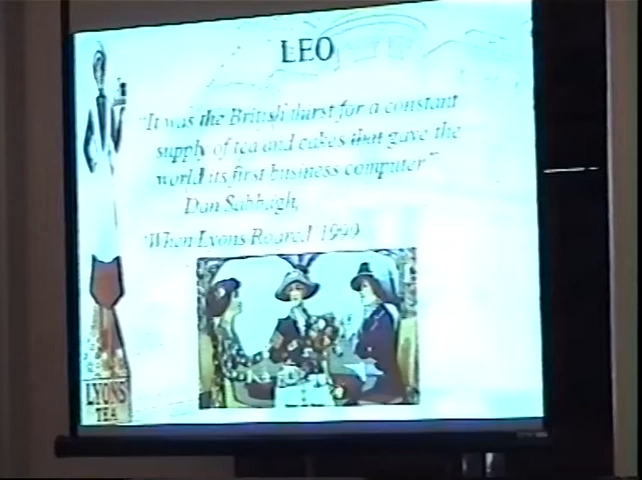 LEO
"It was the British thirst for a constant
supply of tea and cakes that gave the
world its first business computer"
Dan Sabbagh,
"When Lyons Roared" 1999
LYONS'
TEA